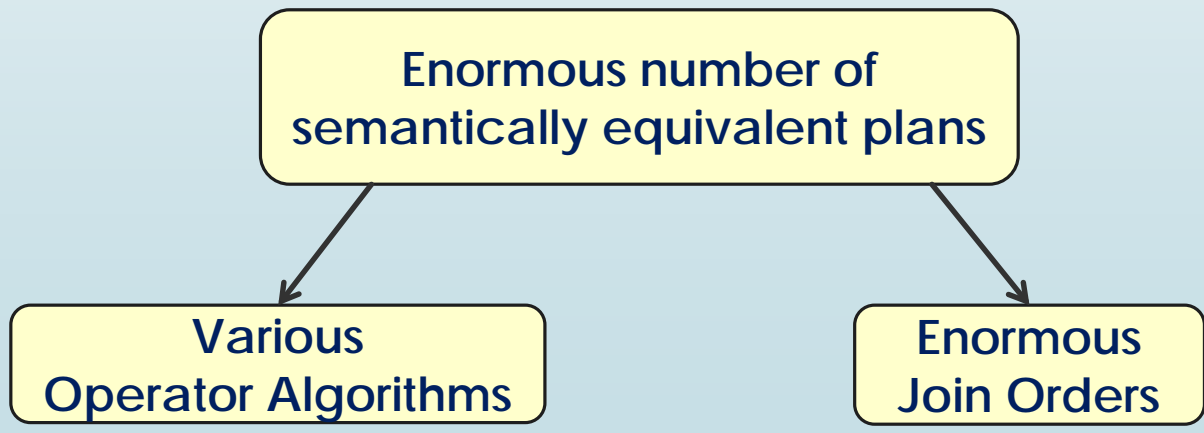 Enormous number of
semantically equivalent plans
Various
Operator Algorithms
Enormous
Join Orders